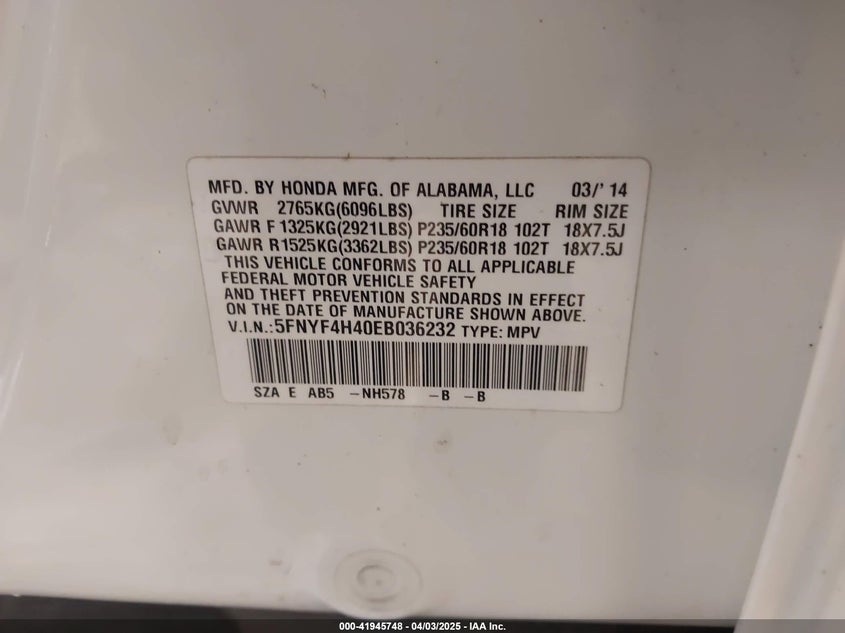 MFD. BY HONDA MFG. OF ALABAMA, LLC 03/' 14
GVWR 2765KG(6096LBS) TIRE SIZE RIM SIZE
GAWR F 1325KG(2921LBS) P235/60R18 102T 18X7.5J
GAWR R 1525KG(3362LBS) P235/60R18 102T 18X7.5J
THIS VEHICLE CONFORMS TO ALL APPLICABLE
FEDERAL MOTOR VEHICLE SAFETY
AND THEFT PREVENTION STANDARDS IN EFFECT
ON THE DATE OF MANUFACTURE SHOWN ABOVE.
V.I.N.:5FNYF4H40EB036232 TYPE: MPV
SZA E AB5 -NH578 -B -B
000-41945748 - 04/03/2025 - IAA Inc.